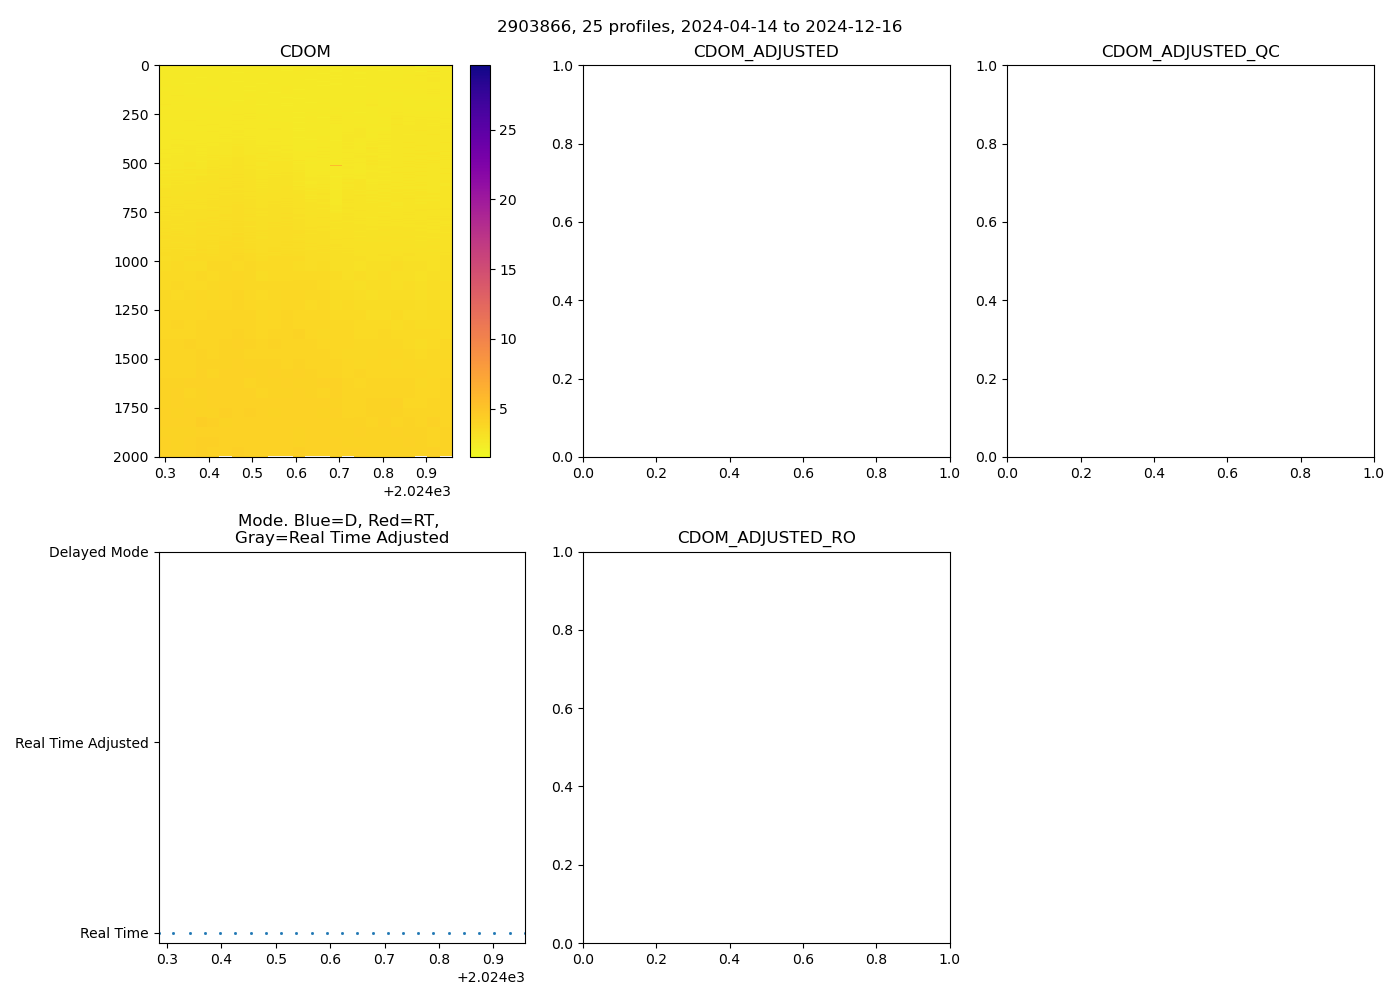 2903866, 25 profiles, 2024-04-14 to 2024-12-16
CDOM
0
250
500
750
1000
1250
1500
1750
2000
0.3 0.4 0.5 0.6 0.7 0.8 0.9
+2.024e3
25
20
15
10
5
CDOM_ADJUSTED
1.0
0.8
0.6
0.4
0.2
0.0
0.0 0.2 0.4 0.6 0.8 1.0
CDOM_ADJUSTED_QC
1.0
0.8
0.6
0.4
0.2
0.0
0.0 0.2 0.4 0.6 0.8 1.0
Mode. Blue=D, Red=RT,
Gray=Real Time Adjusted
Delayed Mode
Real Time Adjusted
Real Time
0.3 0.4 0.5 0.6 0.7 0.8 0.9
+2.024e3
CDOM_ADJUSTED_RO
1.0
0.8
0.6
0.4
0.2
0.0
0.0 0.2 0.4 0.6 0.8 1.0